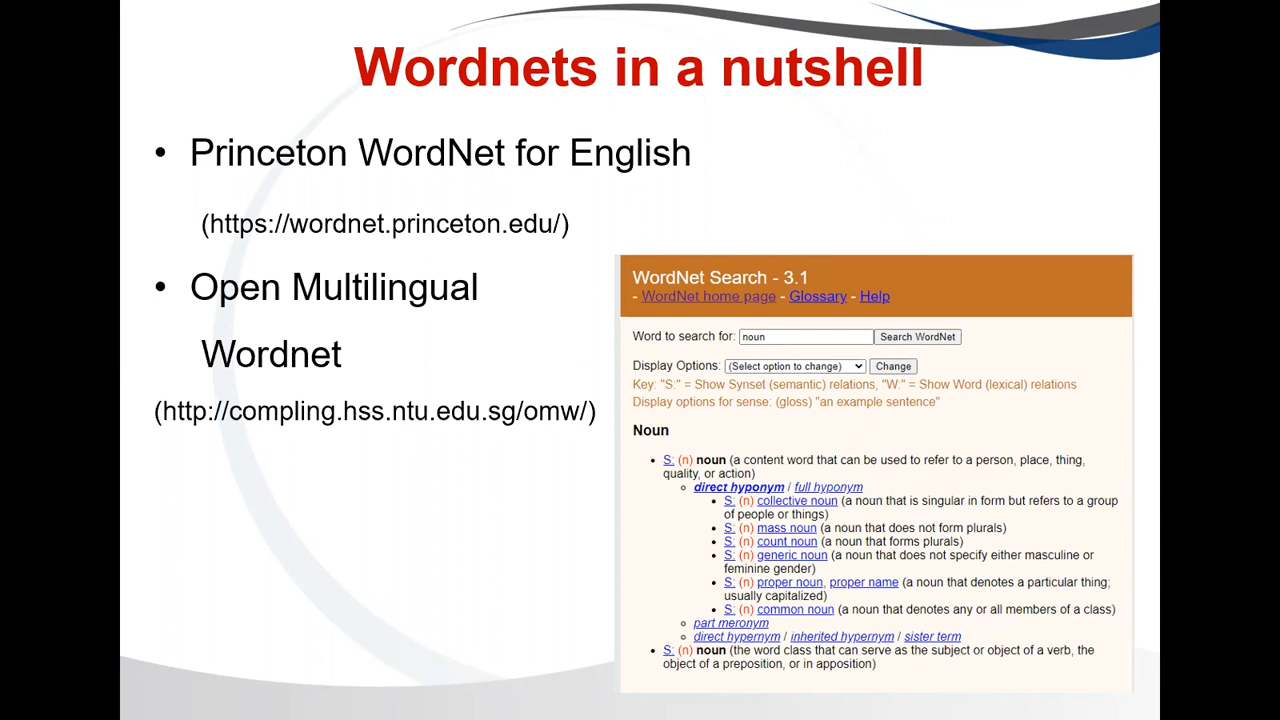 Wordnets in a nutshell
• Princeton WordNet for English
(https://wordnet.princeton.edu/)
• Open Multilingual
Wordnet
(http://compling.hss.ntu.edu.sg/omw/)
WordNet Search - 3.1
- WordNet home page - Glossary - Help
Word to search for: noun Search WordNet
Display Options: (Select option to change) Change
Key: "S:" = Show Synset (semantic) relations, "W:" = Show Word (lexical) relations
Display options for sense: (gloss) "an example sentence"
Noun
• S: (n) noun (a content word that can be used to refer to a person, place, thing,
quality, or action)
○ direct hyponym / full hyponym
• S: (n) collective noun (a noun that is singular in form but refers to a group
of people or things)
• S: (n) mass noun (a noun that does not form plurals)
• S: (n) count noun (a noun that forms plurals)
• S: (n) generic noun (a noun that does not specify either masculine or
feminine gender)
• S: (n) proper noun, proper name (a noun that denotes a particular thing;
usually capitalized)
• S: (n) common noun (a noun that denotes any or all members of a class)
○ part meronym
○ direct hypernym / inherited hypernym / sister term
• S: (n) noun (the word class that can serve as the subject or object of a verb, the
object of a preposition, or in apposition)